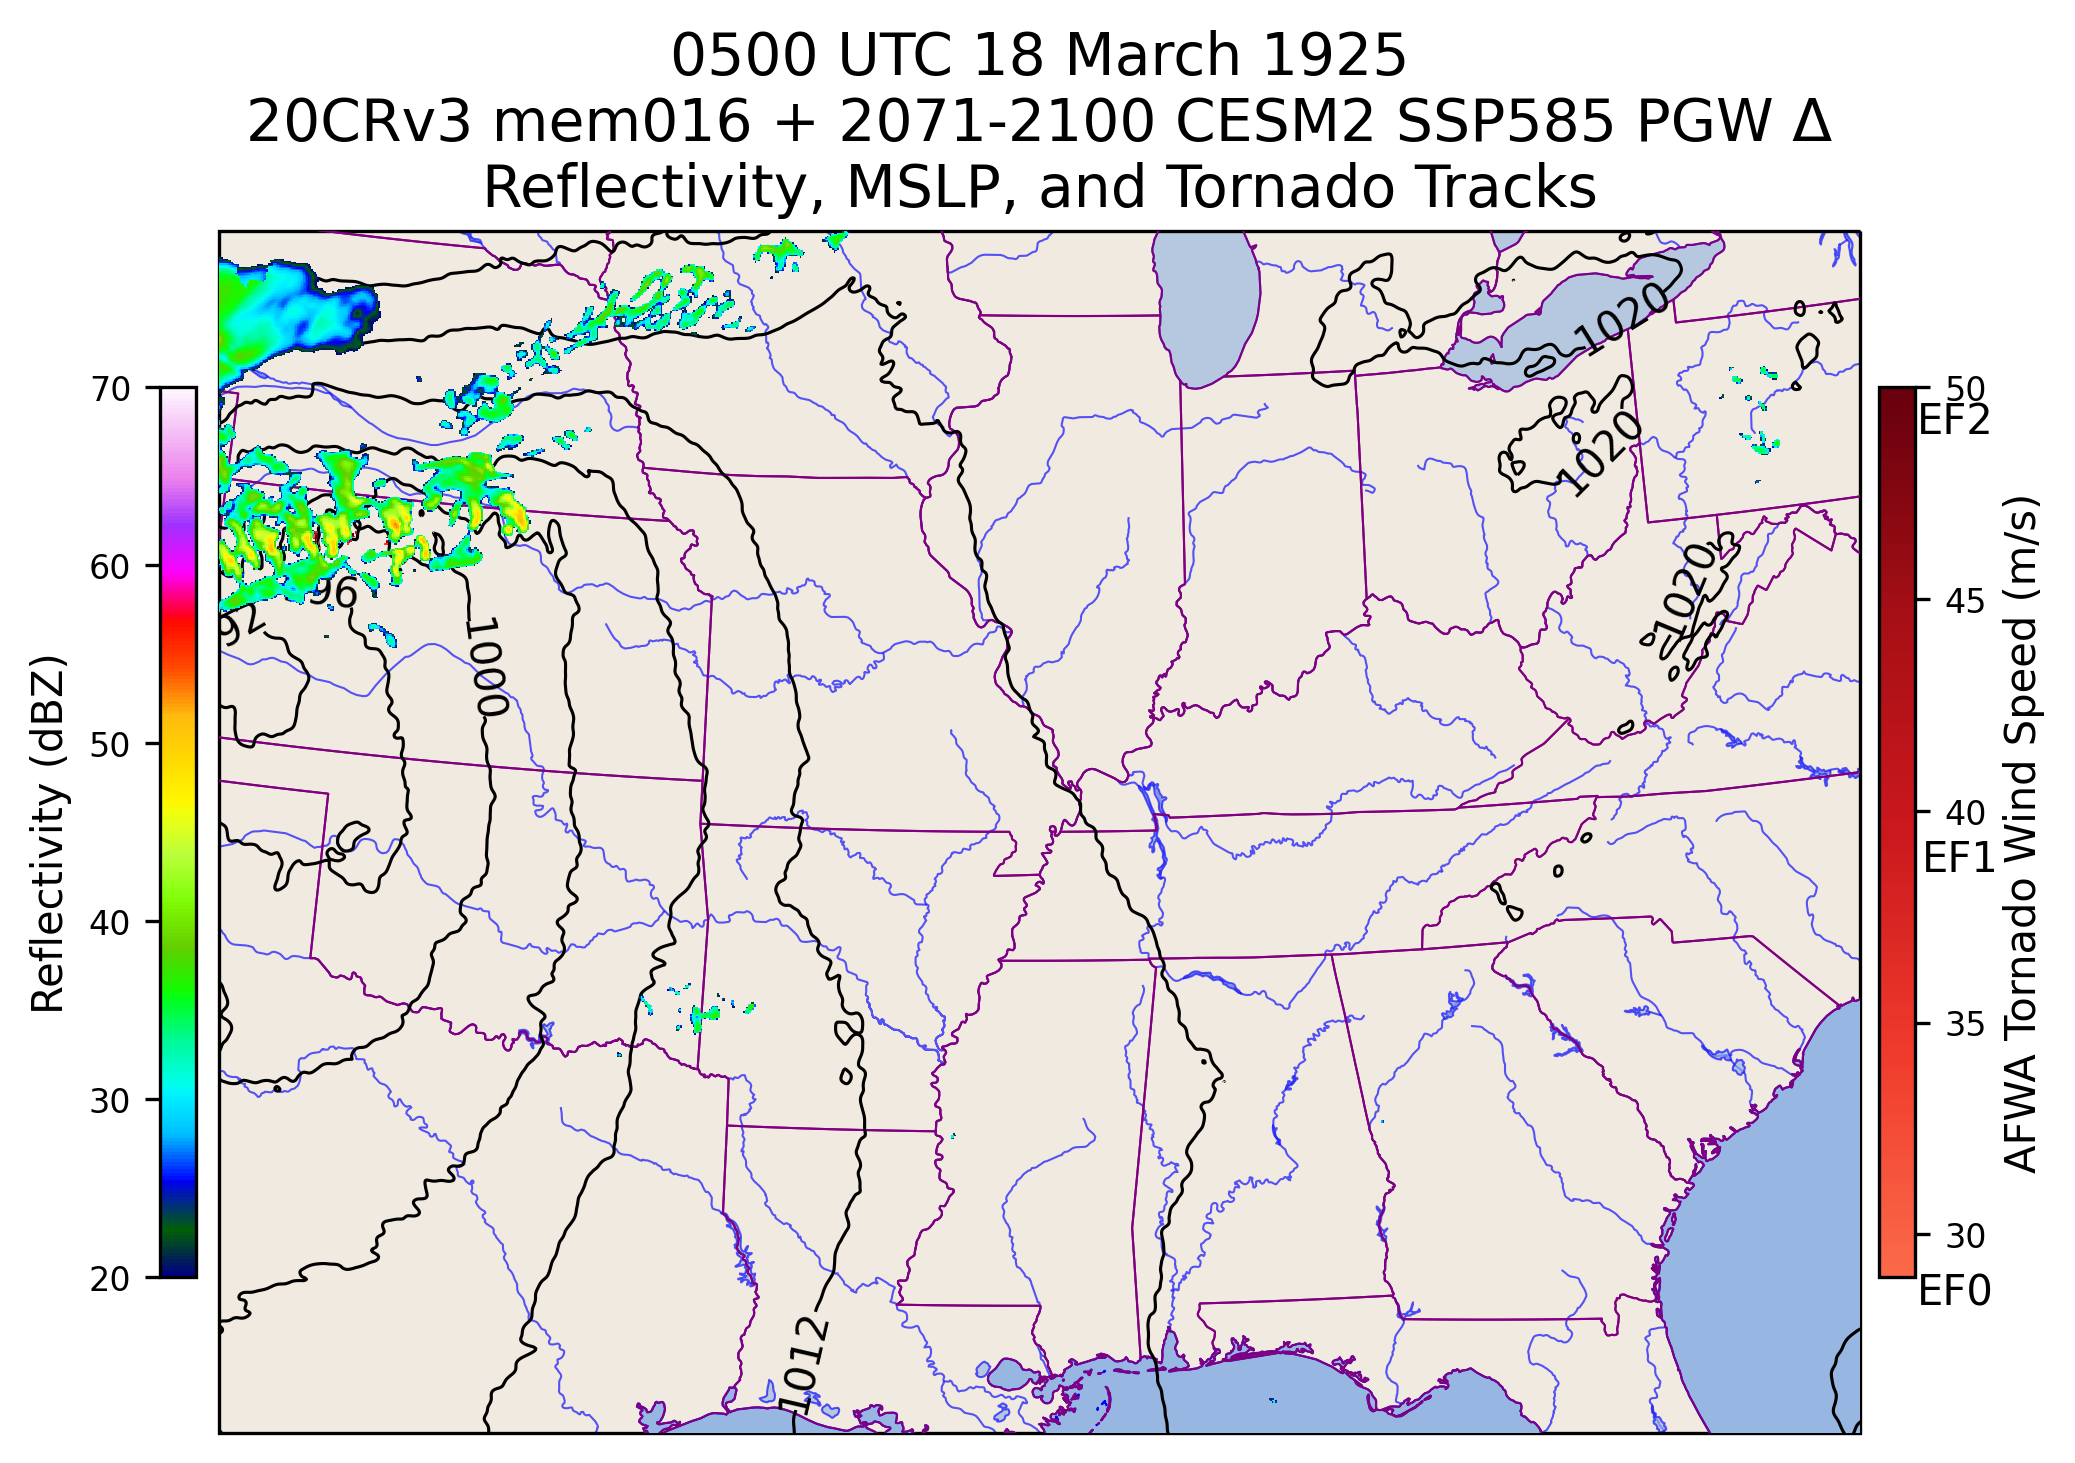 0500 UTC 18 March 1925
20CRv3 mem016 + 2071-2100 CESM2 SSP585 PGW Δ
Reflectivity, MSLP, and Tornado Tracks
Reflectivity (dBZ)
70
60
50
40
30
20
1020
1020
1020
96
92
1000
1012
50
EF2
45
40
EF1
35
30
EF0
AFWA Tornado Wind Speed (m/s)